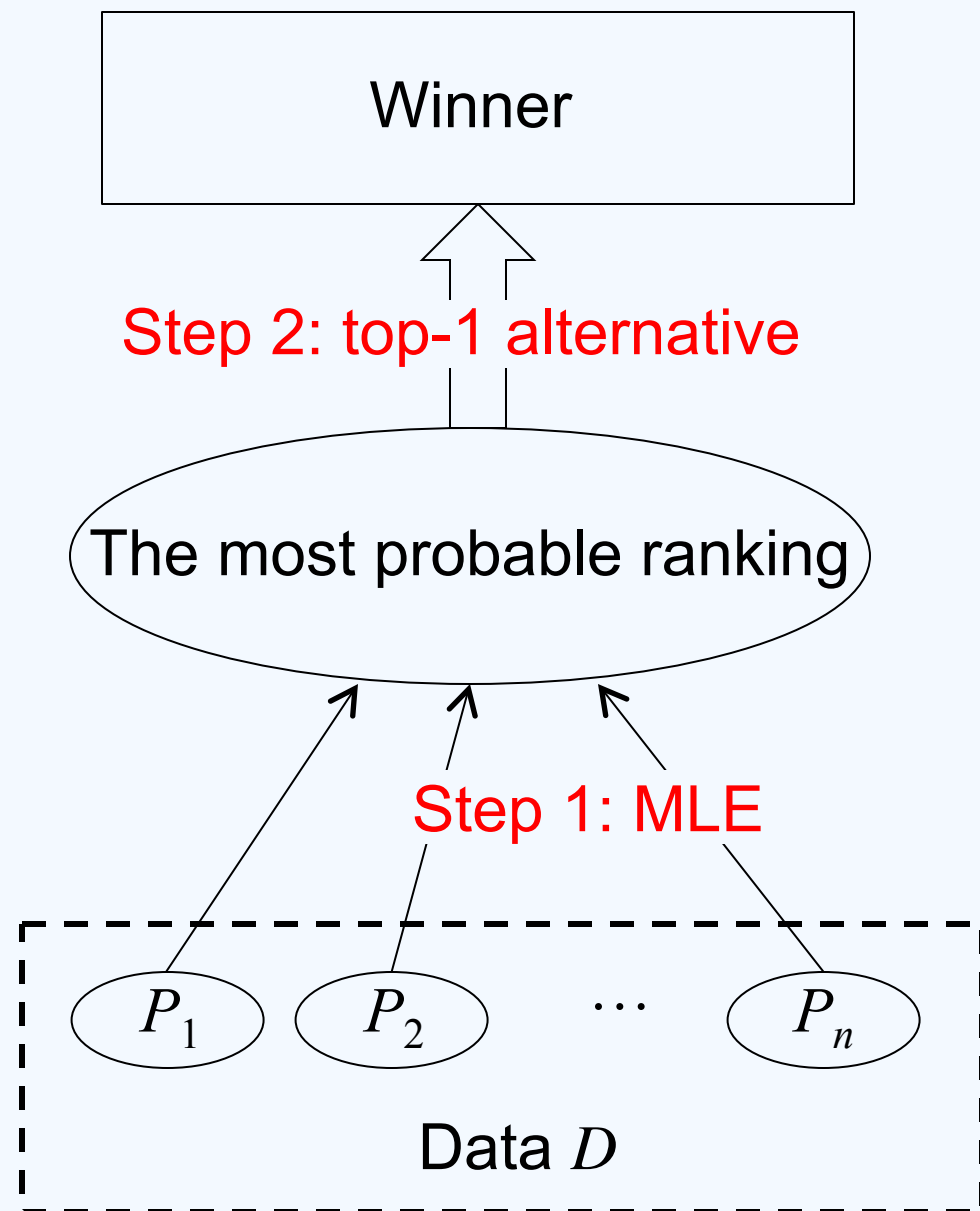 Winner
Step 2: top-1 alternative
The most probable ranking
Step 1: MLE
P₁ P₂ … Pₙ
Data D